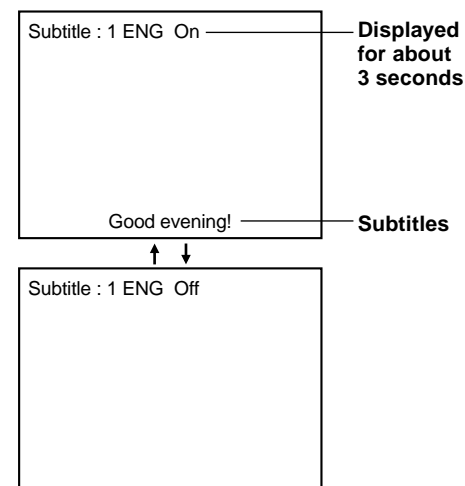 Subtitle : 1 ENG On
Displayed
for about
3 seconds
Good evening!
Subtitles
Subtitle : 1 ENG Off